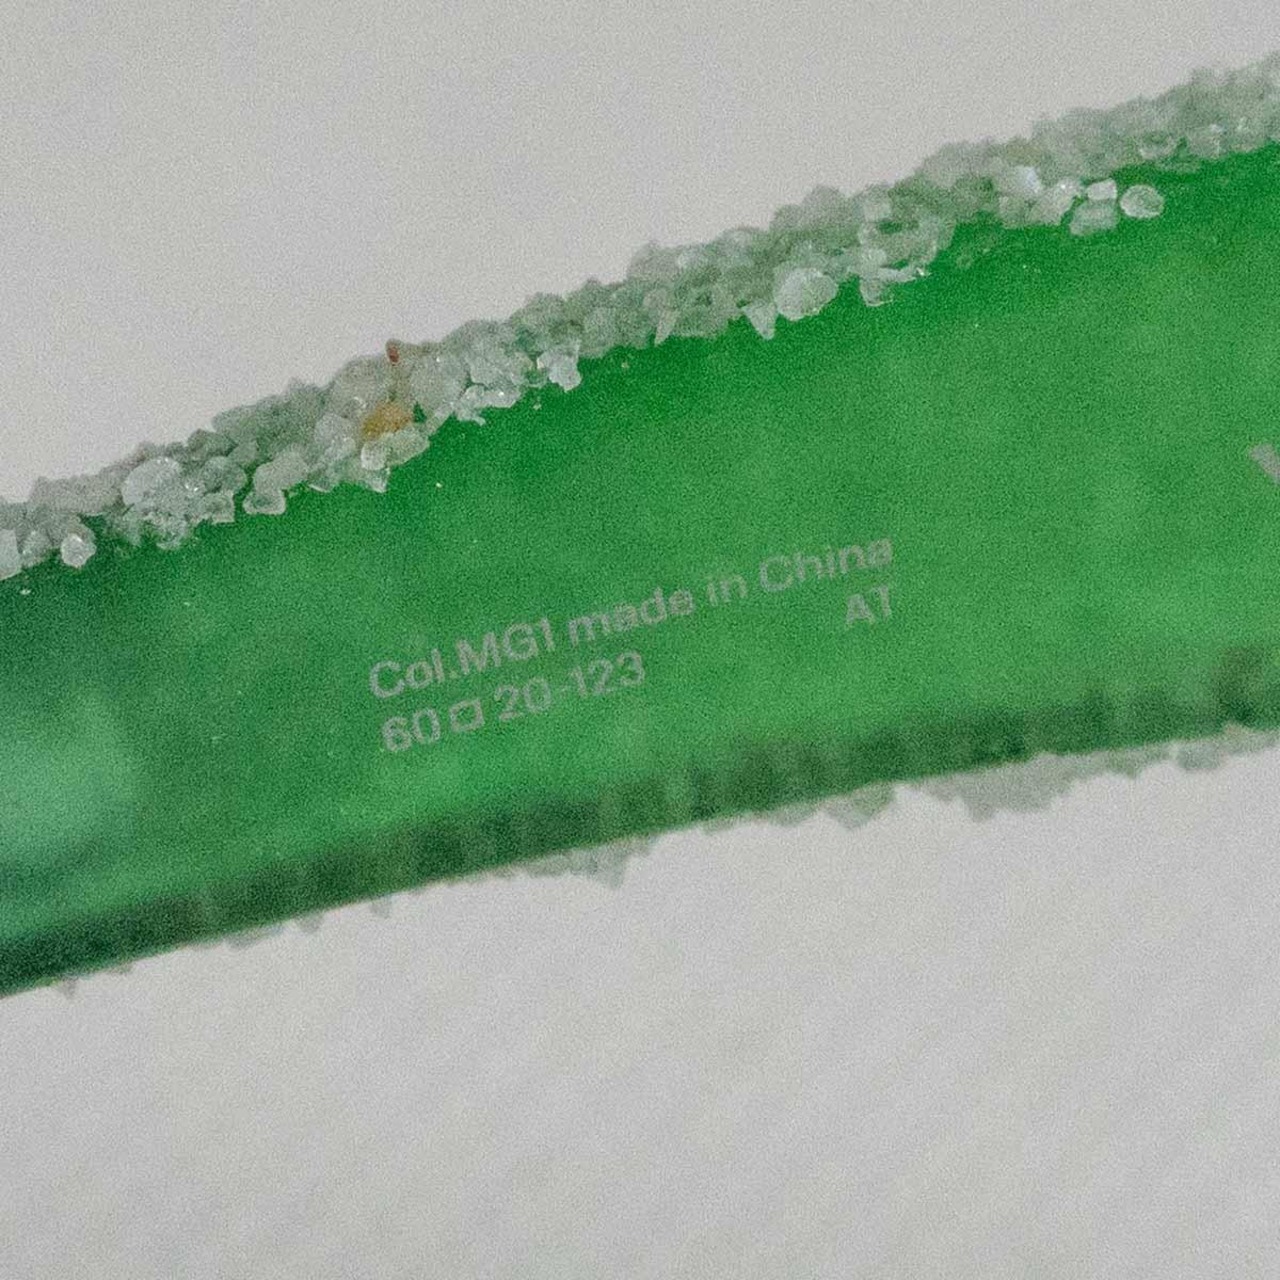 Col.MG1 made in China
AT
60□20-123